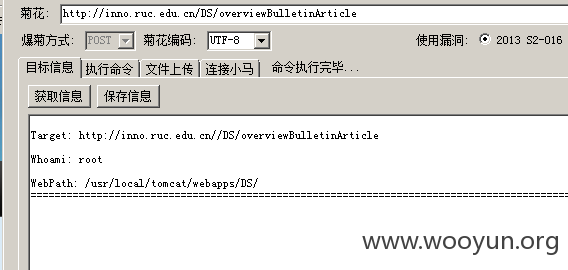 菊花: http://inno.ruc.edu.cn/DS/overviewBulletinArticle
爆菊方式: POST 菊花编码: UTF-8 使用漏洞: 2013 S2-016
目标信息 执行命令 文件上传 连接小马 命令执行完毕...
获取信息 保存信息
Target: http://inno.ruc.edu.cn//DS/overviewBulletinArticle
Whoami: root
WebPath: /usr/local/tomcat/webapps/DS/
www.wooyun.org